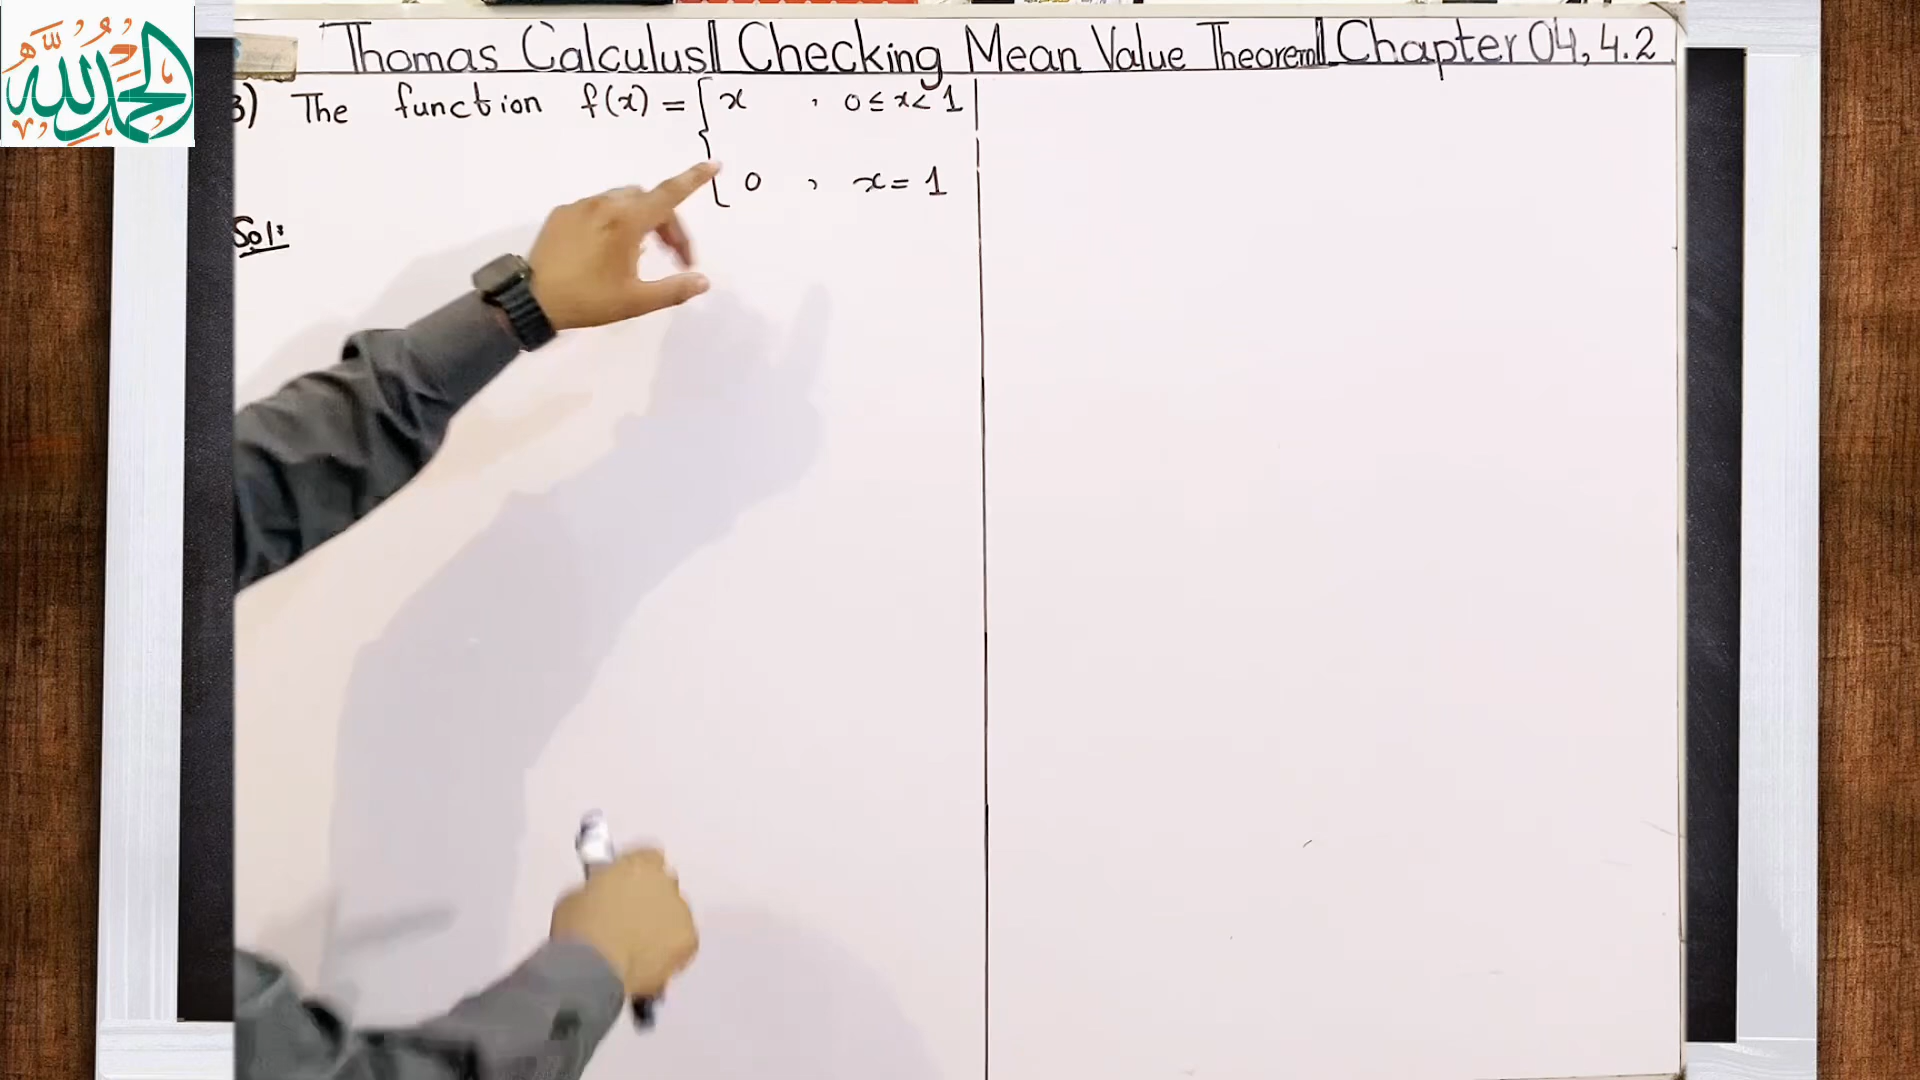 الحمد لله
Thomas Calculus|| Checking Mean Value Theorem|| Chapter 04, 4.2
3) The function f(x) = { x , 0 ≤ x < 1
0 , x = 1
Sol: